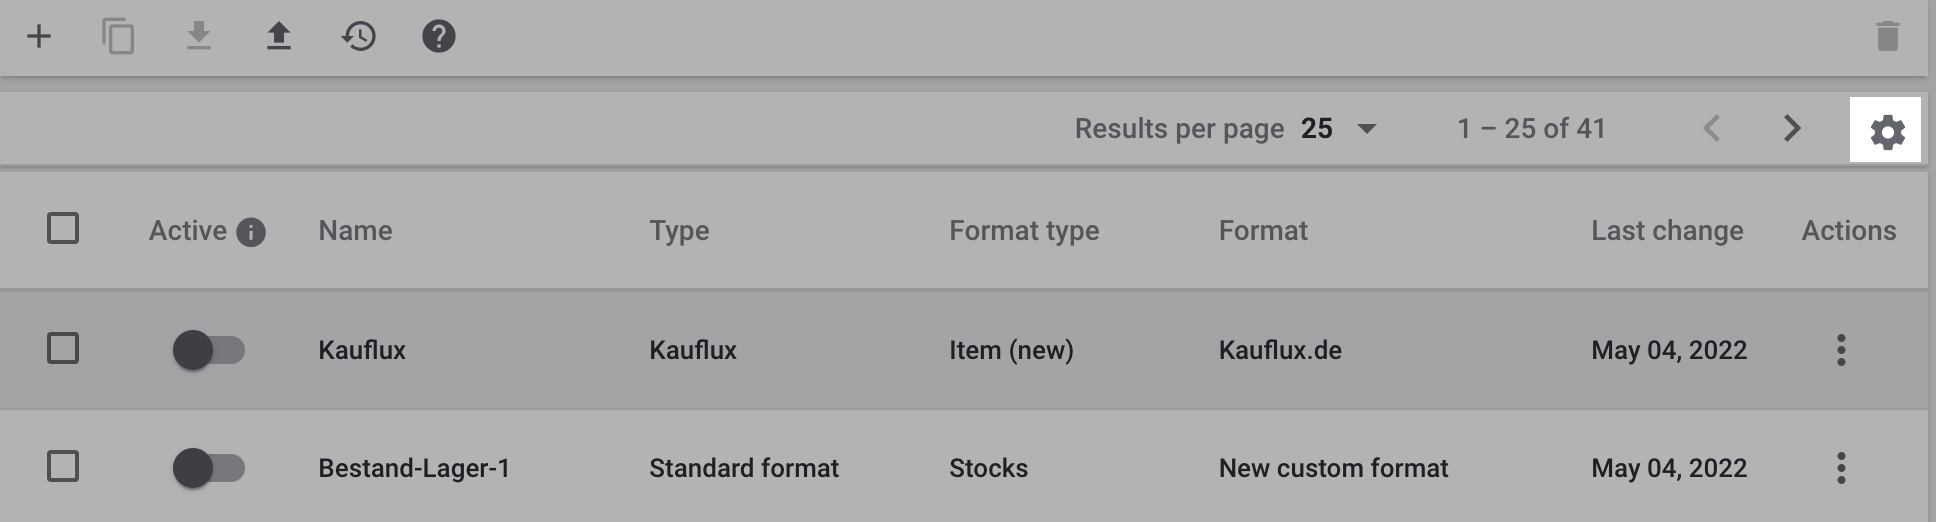 Results per page 25 1 – 25 of 41
Active Name Type Format type Format Last change Actions
Kauflux Kauflux Item (new) Kauflux.de May 04, 2022
Bestand-Lager-1 Standard format Stocks New custom format May 04, 2022